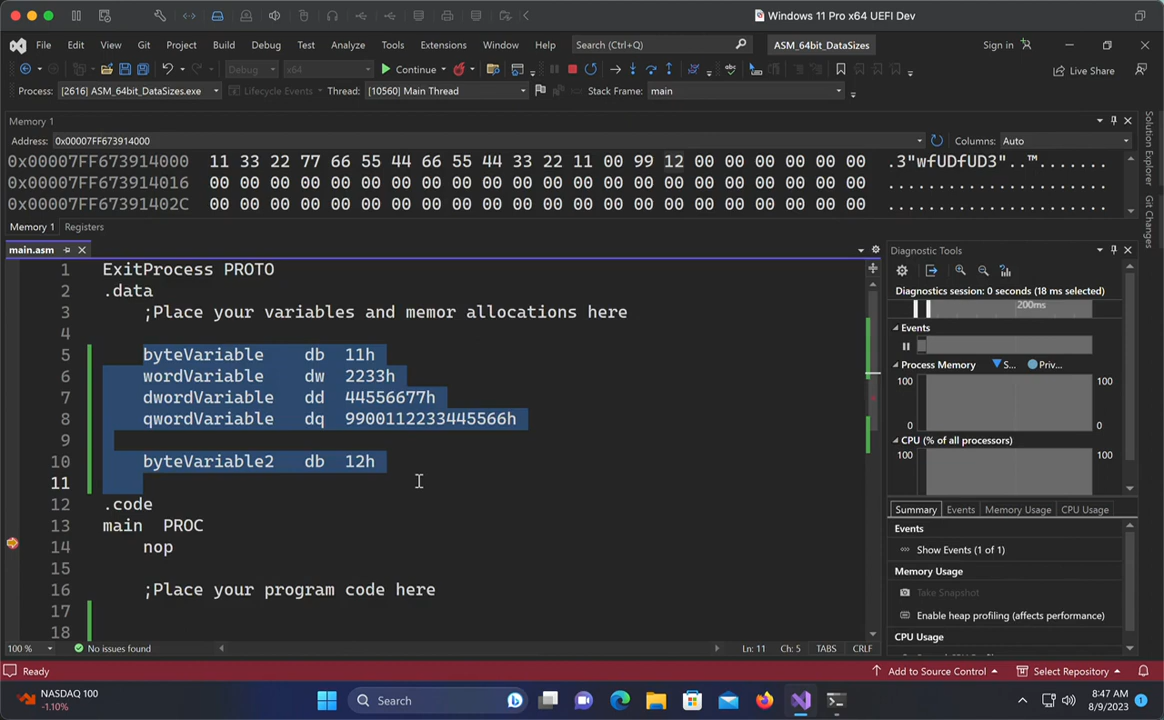 Windows 11 Pro x64 UEFI Dev
File Edit View Git Project Build Debug Test Analyze Tools Extensions Window Help Search (Ctrl+Q) ASM_64bit_DataSizes Sign in
Debug x64 Continue Live Share
Process: [2616] ASM_64bit_DataSizes.exe Lifecycle Events Thread: [10560] Main Thread Stack Frame: main
Memory 1
Address: 0x00007FF673914000 Columns: Auto
0x00007FF673914000 11 33 22 77 66 55 44 66 55 44 33 22 11 00 99 12 00 00 00 00 00 00 .3"wfUDfUD3"..™.......
0x00007FF673914016 00 00 00 00 00 00 00 00 00 00 00 00 00 00 00 00 00 00 00 00 00 00 ......................
0x00007FF67391402C 00 00 00 00 00 00 00 00 00 00 00 00 00 00 00 00 00 00 00 00 00 00 ......................
Memory 1 Registers
Solution Explorer
Git Changes
main.asm
1 ExitProcess PROTO
2 .data
3 ;Place your variables and memor allocations here
4
5 byteVariable db 11h
6 wordVariable dw 2233h
7 dwordVariable dd 44556677h
8 qwordVariable dq 9900112233445566h
9
10 byteVariable2 db 12h
11
12 .code
13 main PROC
14 nop
15
16 ;Place your program code here
17
18
Diagnostic Tools
Diagnostics session: 0 seconds (18 ms selected)
200ms
Events
Process Memory S... Priv...
100 100
0 0
CPU (% of all processors)
100 100
Summary Events Memory Usage CPU Usage
Events
Show Events (1 of 1)
Memory Usage
Take Snapshot
Enable heap profiling (affects performance)
CPU Usage
100 % No issues found Ln: 11 Ch: 5 TABS CRLF
Ready Add to Source Control Select Repository
NASDAQ 100
-1.10%
Search
8:47 AM
8/9/2023
1